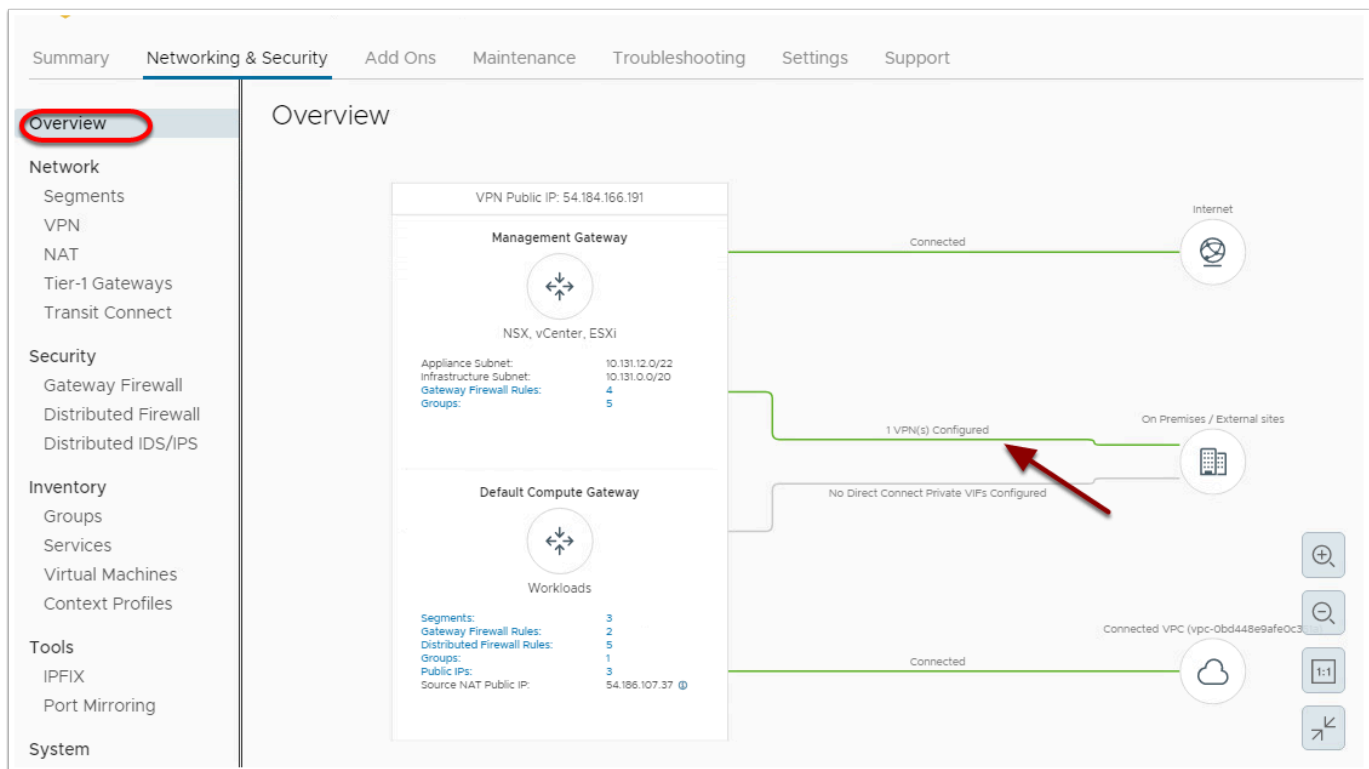 Summary Networking & Security Add Ons Maintenance Troubleshooting Settings Support
Overview
Network
Segments
VPN
NAT
Tier-1 Gateways
Transit Connect
Security
Gateway Firewall
Distributed Firewall
Distributed IDS/IPS
Inventory
Groups
Services
Virtual Machines
Context Profiles
Tools
IPFIX
Port Mirroring
System
Overview
VPN Public IP: 54.184.166.191
Management Gateway
NSX, vCenter, ESXi
Appliance Subnet: 10.131.12.0/22
Infrastructure Subnet: 10.131.0.0/20
Gateway Firewall Rules: 4
Groups: 5
Default Compute Gateway
Workloads
Segments: 3
Gateway Firewall Rules: 2
Distributed Firewall Rules: 5
Groups: 1
Public IPs: 3
Source NAT Public IP: 54.186.107.37
Connected
Internet
1 VPN(s) Configured
On Premises / External sites
No Direct Connect Private VIFs Configured
Connected VPC
Connected
1:1